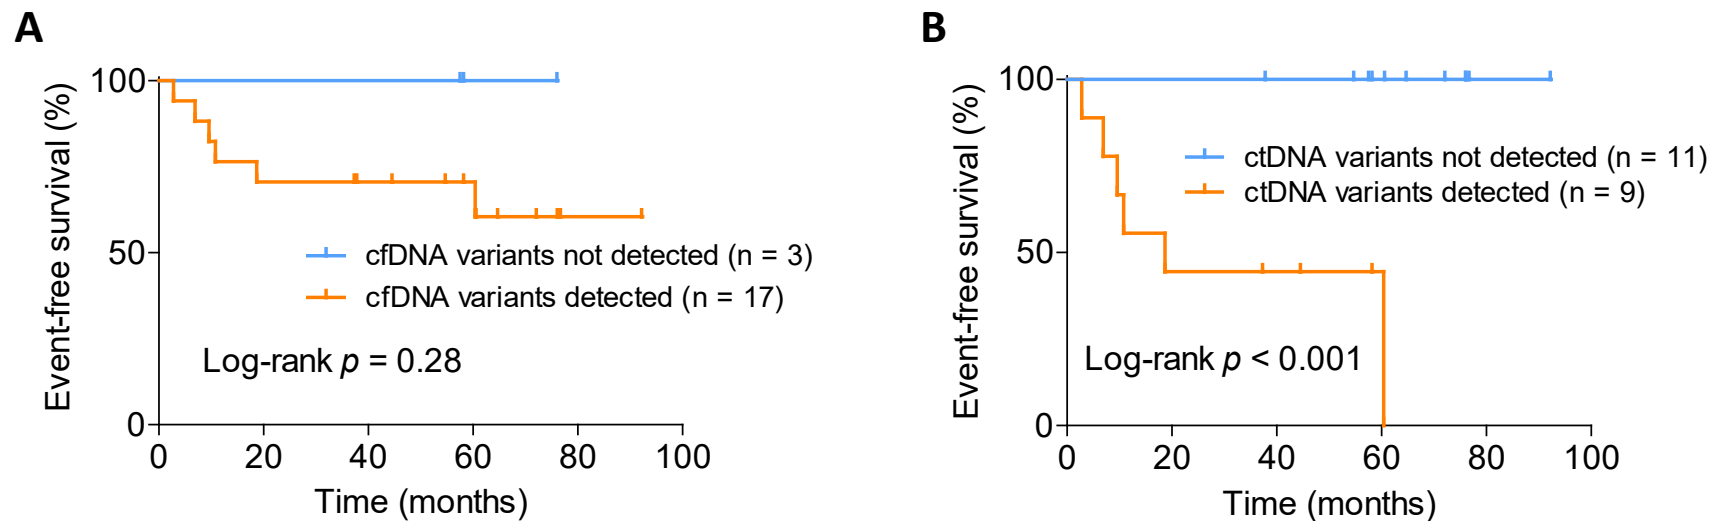 A
Event-free survival (%)
100
50
0
cfDNA variants not detected (n = 3)
cfDNA variants detected (n = 17)
Log-rank p = 0.28
0 20 40 60 80 100
Time (months)
B
Event-free survival (%)
100
50
0
ctDNA variants not detected (n = 11)
ctDNA variants detected (n = 9)
Log-rank p < 0.001
0 20 40 60 80 100
Time (months)